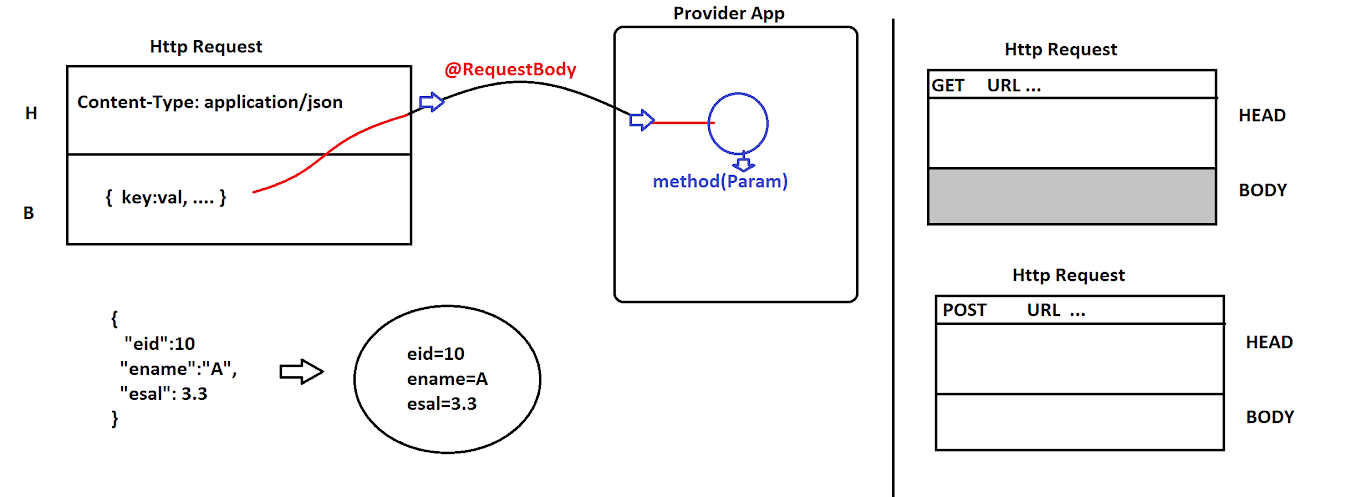 Provider App
Http Request
@RequestBody
H
Content-Type: application/json
method(Param)
B
{ key:val, .... }
{
"eid":10
"ename":"A",
"esal": 3.3
}
eid=10
ename=A
esal=3.3
Http Request
GET URL ...
HEAD
BODY
Http Request
POST URL ...
HEAD
BODY